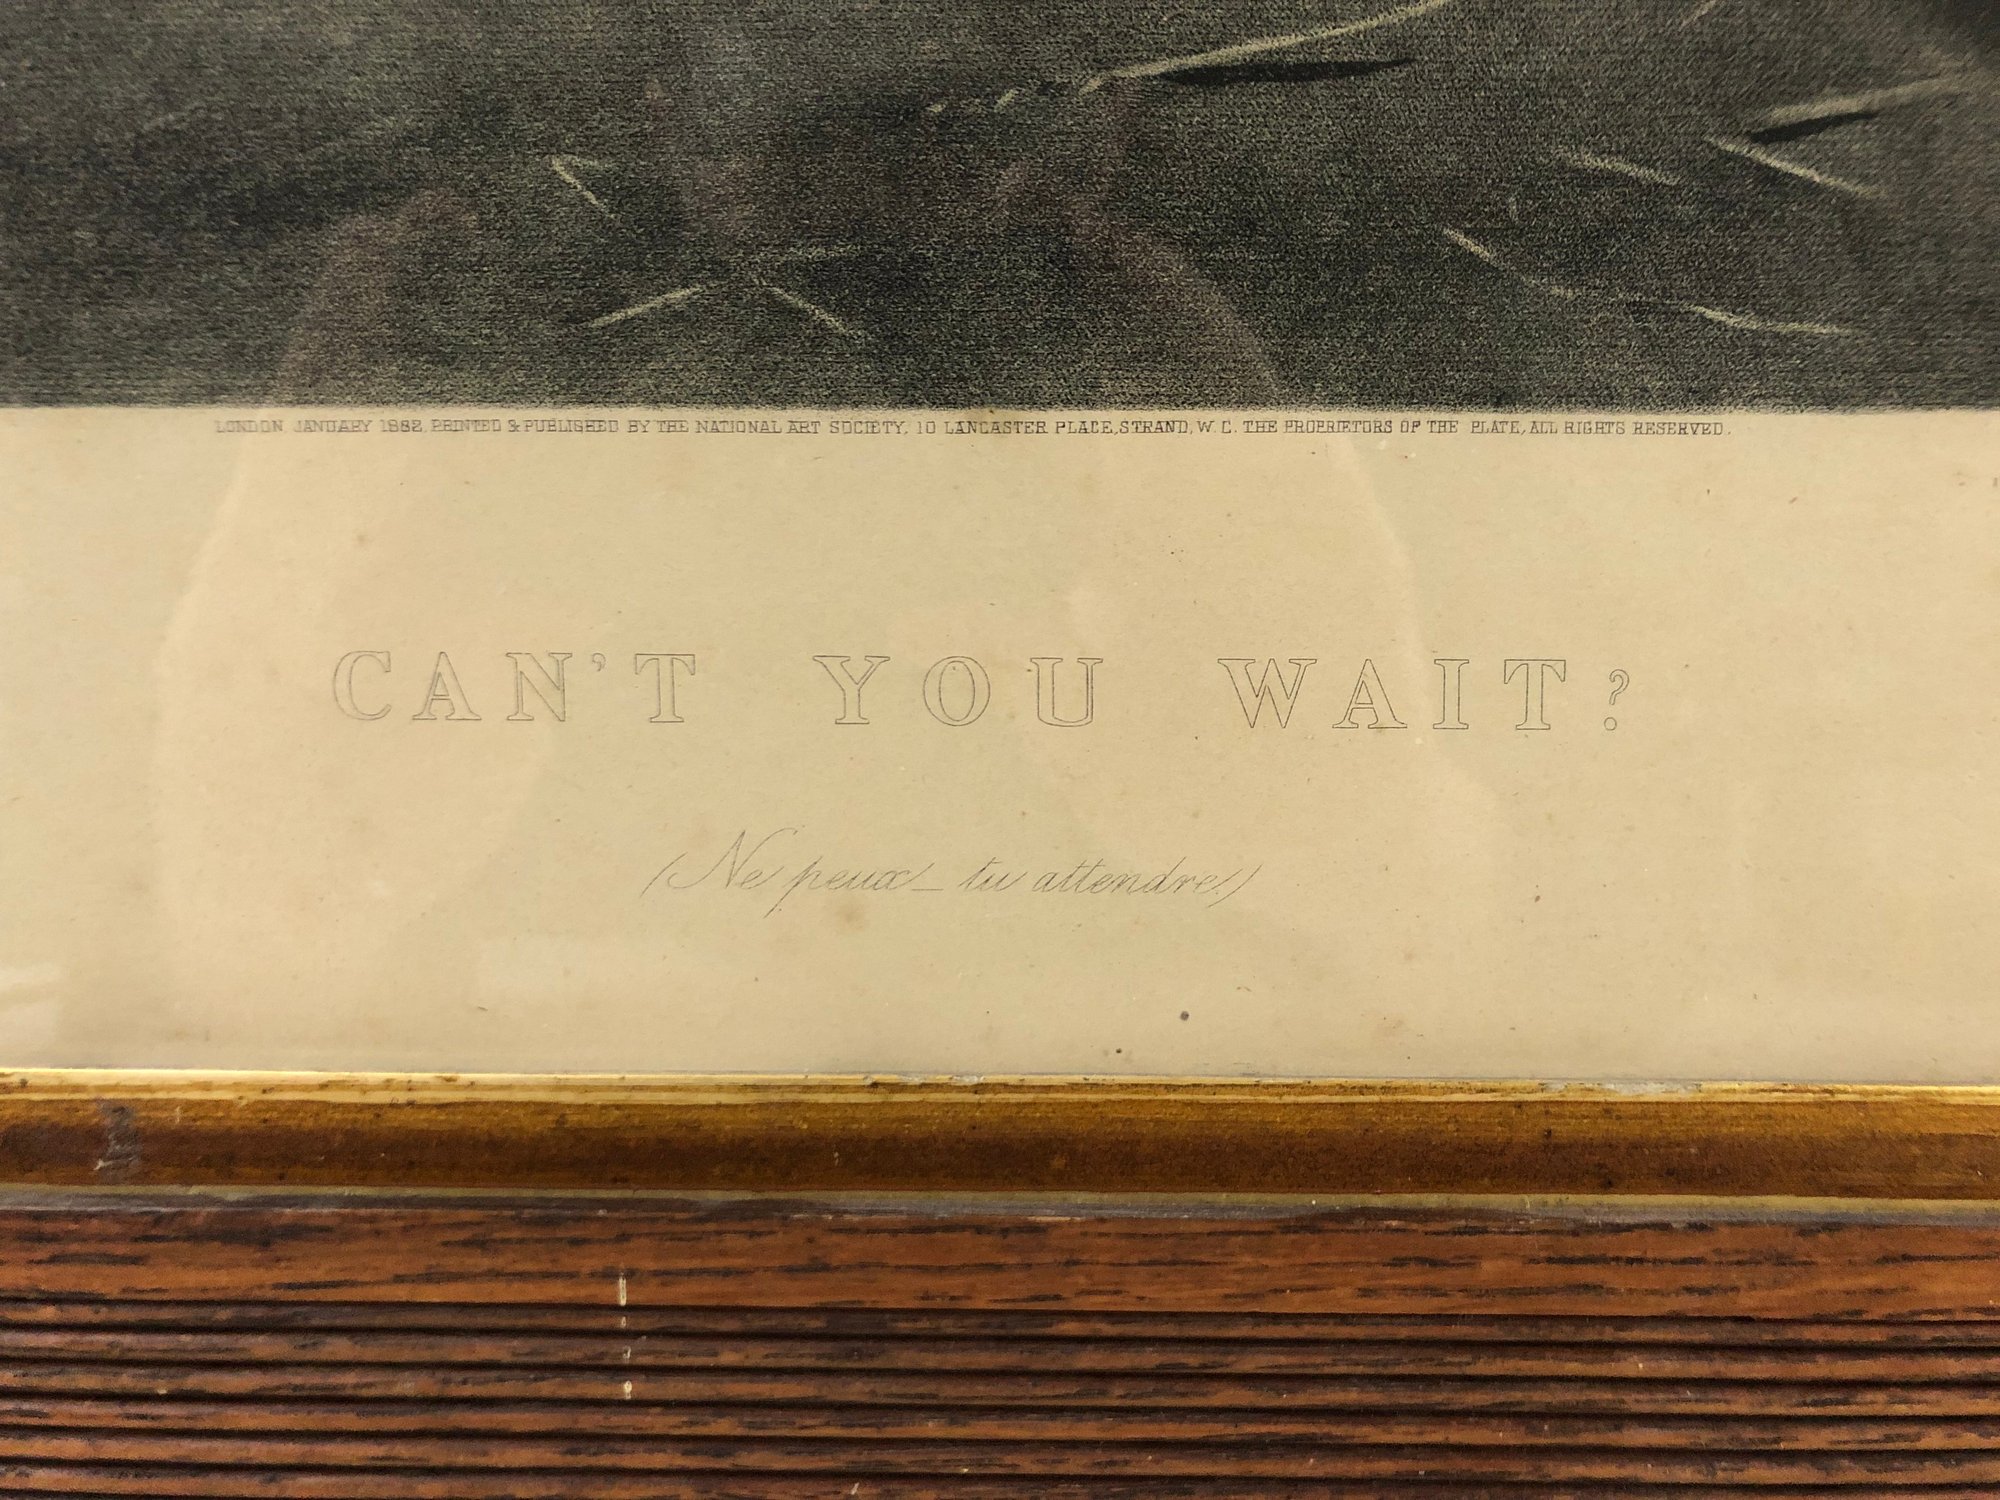 LONDON JANUARY 1882, PRINTED & PUBLISHED BY THE NATIONAL ART SOCIETY, 10 LANCASTER PLACE, STRAND, W. C. THE PROPRIETORS OF THE PLATE, ALL RIGHTS RESERVED.
CAN'T YOU WAIT?
(Ne peux-tu attendre)